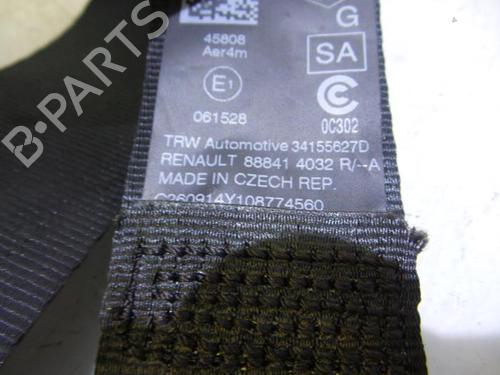 G
45808
Aer4m
SA
E1
061528
C
0C302
TRW Automotive 34155627D
RENAULT 88841 4032 R/--A
MADE IN CZECH REP.
C260914Y108774560
B-PARTS